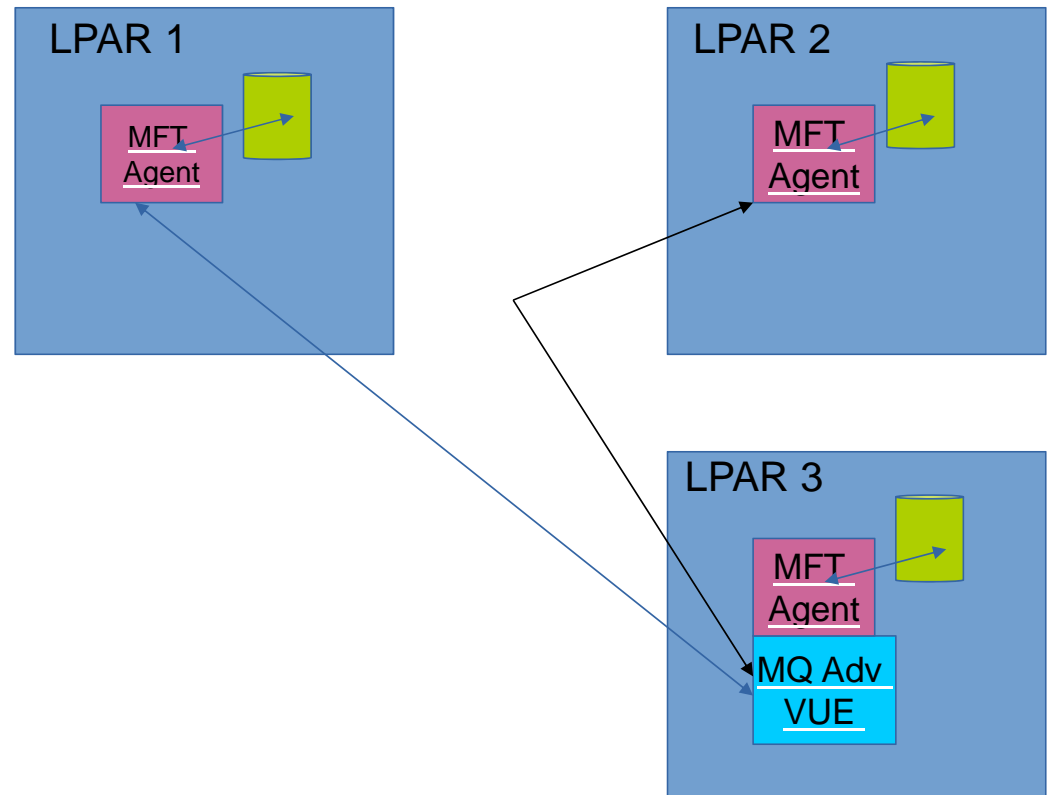 LPAR 1
MFT
Agent
LPAR 2
MFT
Agent
LPAR 3
MFT
Agent
MQ Adv
VUE